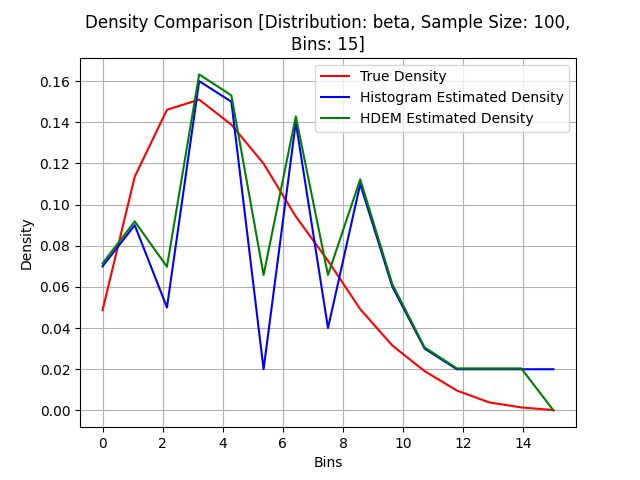 Density Comparison [Distribution: beta, Sample Size: 100,
Bins: 15]
True Density
Histogram Estimated Density
HDEM Estimated Density
Density
0.16
0.14
0.12
0.10
0.08
0.06
0.04
0.02
0.00
0 2 4 6 8 10 12 14
Bins